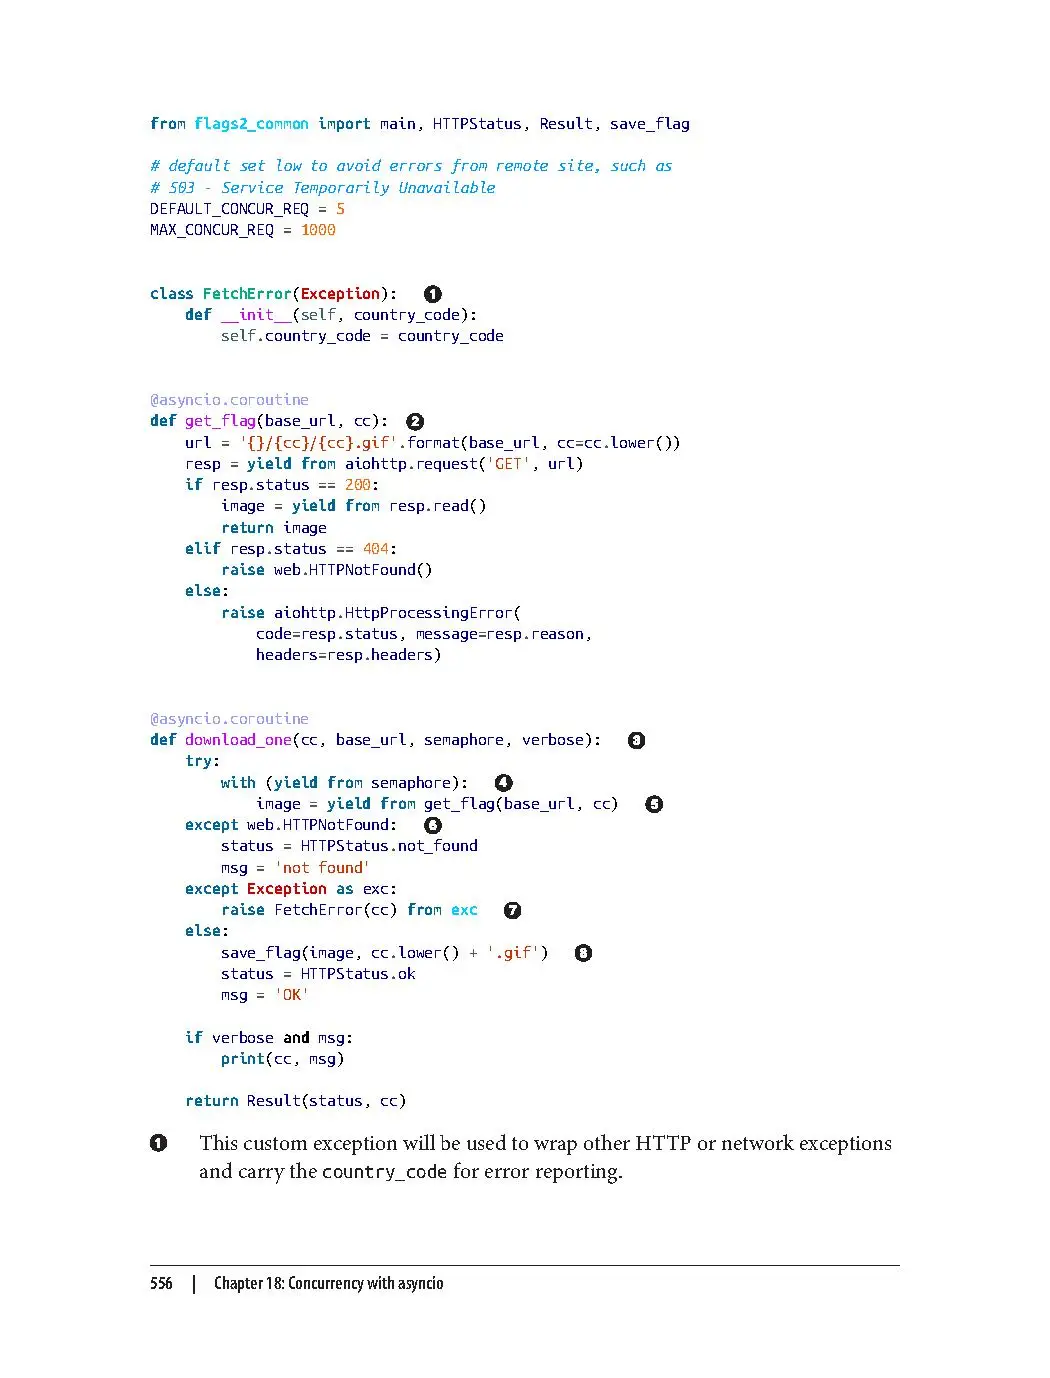 from flags2_common import main, HTTPStatus, Result, save_flag
# default set low to avoid errors from remote site, such as
# 503 - Service Temporarily Unavailable
DEFAULT_CONCUR_REQ = 5
MAX_CONCUR_REQ = 1000
class FetchError(Exception): ❶
    def __init__(self, country_code):
        self.country_code = country_code
@asyncio.coroutine
def get_flag(base_url, cc): ❷
    url = '{}/{cc}/{cc}.gif'.format(base_url, cc=cc.lower())
    resp = yield from aiohttp.request('GET', url)
    if resp.status == 200:
        image = yield from resp.read()
        return image
    elif resp.status == 404:
        raise web.HTTPNotFound()
    else:
        raise aiohttp.HttpProcessingError(
            code=resp.status, message=resp.reason,
            headers=resp.headers)
@asyncio.coroutine
def download_one(cc, base_url, semaphore, verbose): ❸
    try:
        with (yield from semaphore): ❹
            image = yield from get_flag(base_url, cc) ❺
    except web.HTTPNotFound: ❻
        status = HTTPStatus.not_found
        msg = 'not found'
    except Exception as exc:
        raise FetchError(cc) from exc ❼
    else:
        save_flag(image, cc.lower() + '.gif') ❽
        status = HTTPStatus.ok
        msg = 'OK'
    if verbose and msg:
        print(cc, msg)
    return Result(status, cc)
❶ This custom exception will be used to wrap other HTTP or network exceptions
and carry the country_code for error reporting.
556 | Chapter 18: Concurrency with asyncio